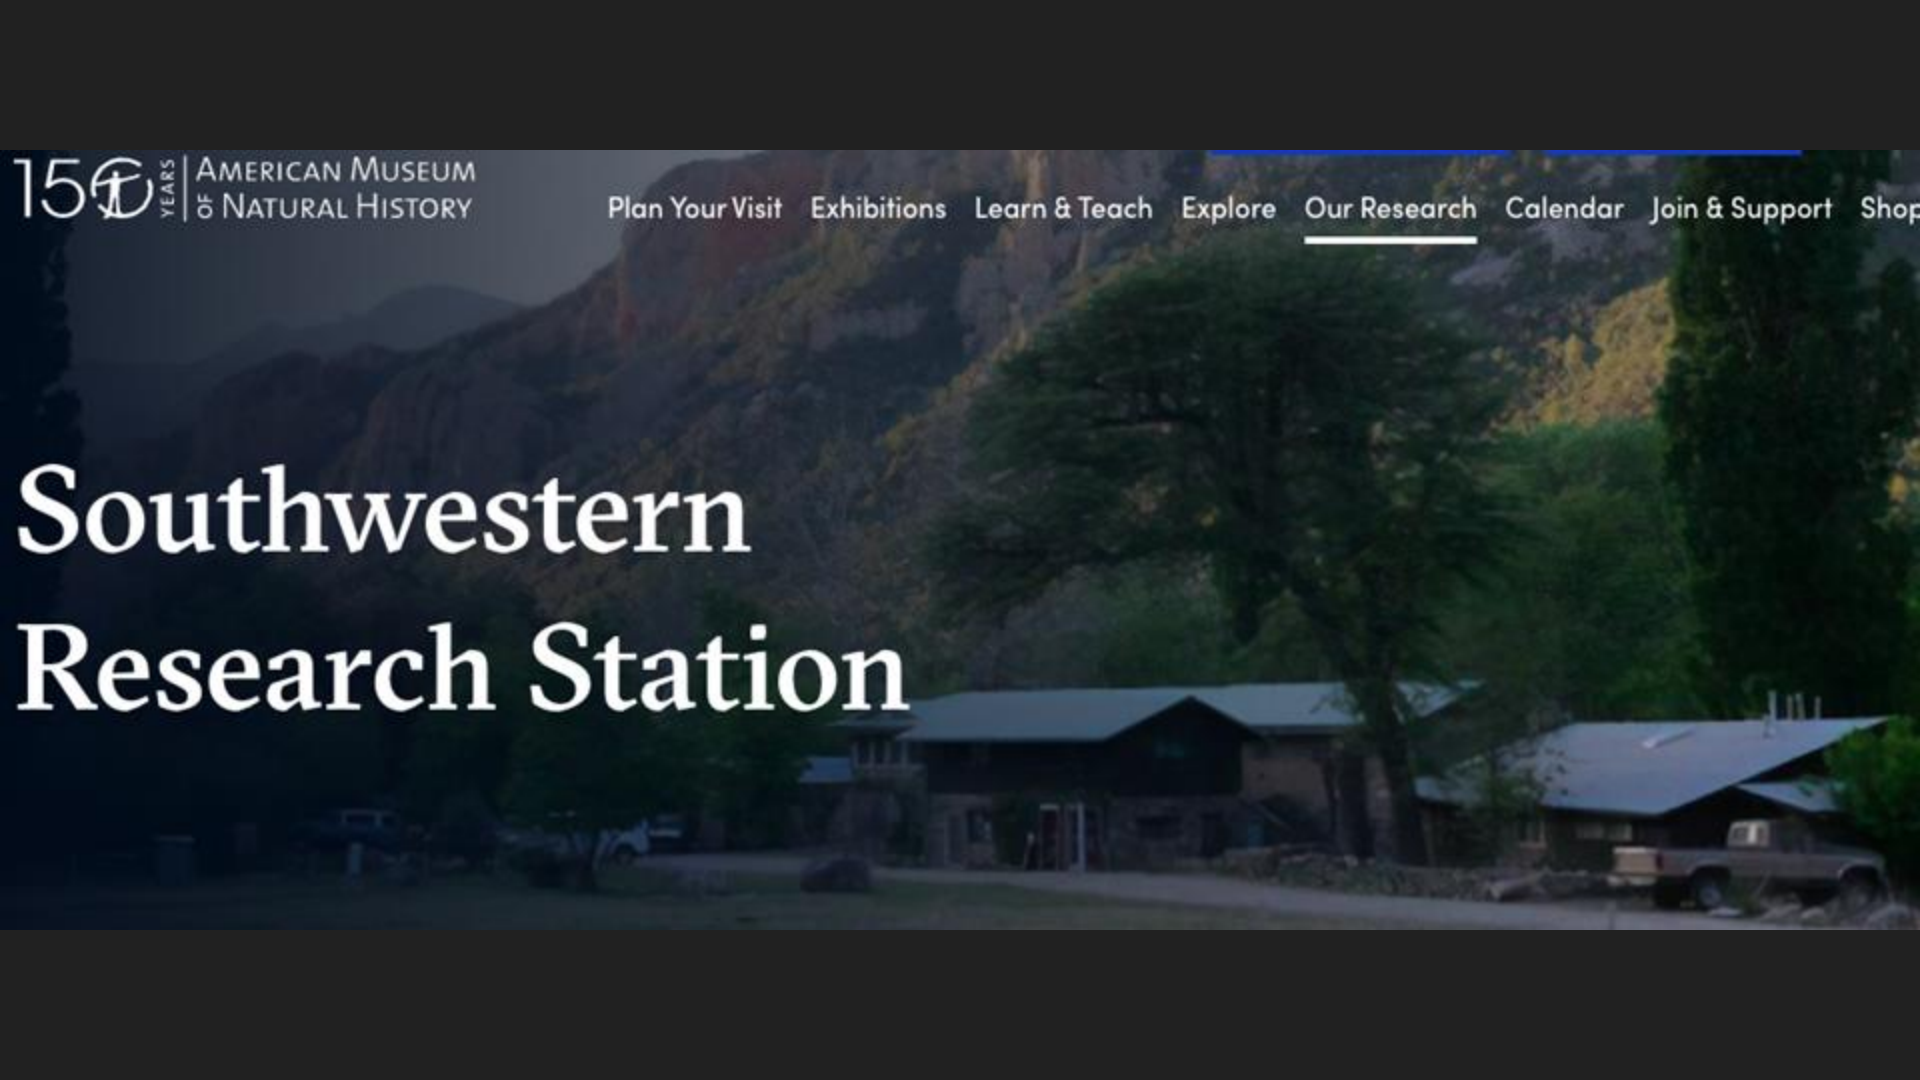 150 YEARS
AMERICAN MUSEUM
OF NATURAL HISTORY
Plan Your Visit Exhibitions Learn & Teach Explore Our Research Calendar Join & Support Shop
Southwestern
Research Station